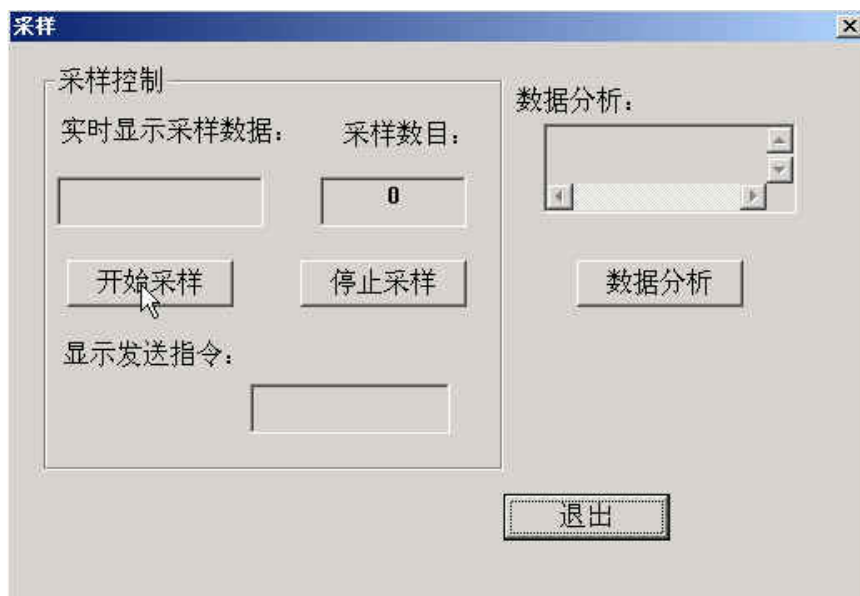 采样
采样控制
实时显示采样数据：
采样数目：
0
开始采样
停止采样
显示发送指令：
数据分析：
数据分析
退出